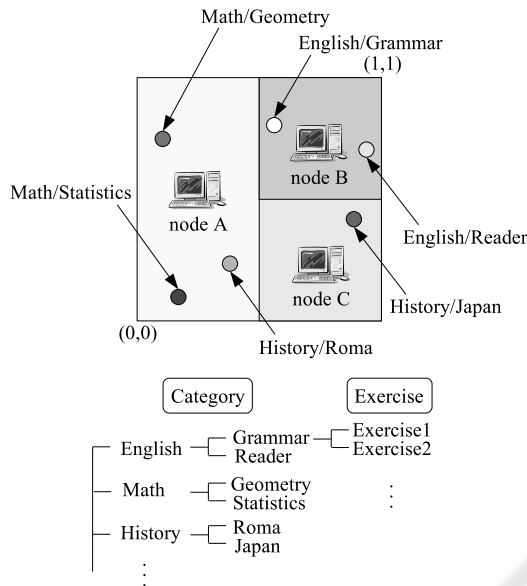 Math/Geometry
English/Grammar
(1,1)
node B
Math/Statistics
node A
English/Reader
node C
History/Japan
(0,0)
History/Roma
Category
Exercise
English
Grammar
Reader
Exercise1
Exercise2
Math
Geometry
Statistics
History
Roma
Japan